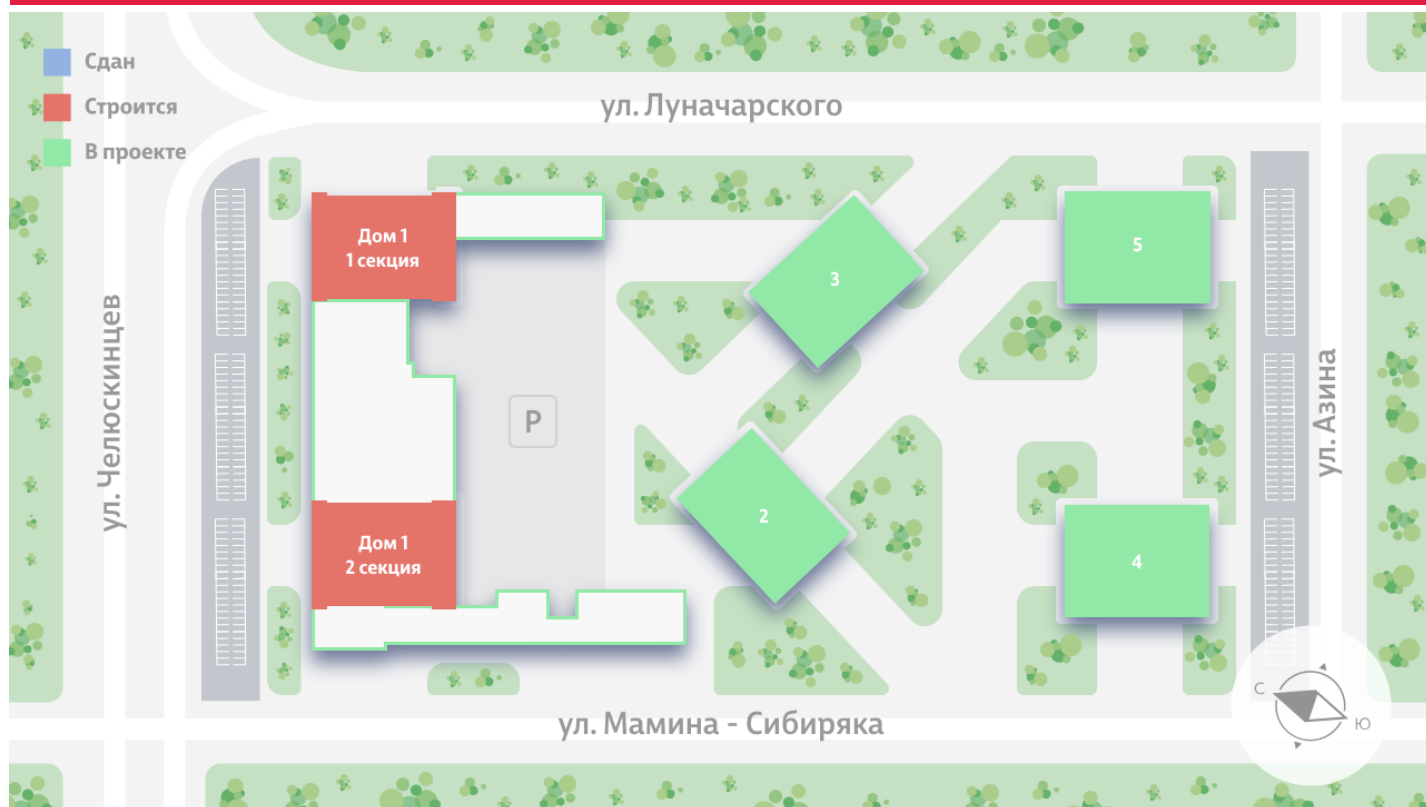 Сдан
Строится
В проекте
ул. Луначарского
Дом 1
1 секция
3
5
ул. Челюскинцев
P
ул. Азина
2
Дом 1
2 секция
4
С
Ю
ул. Мамина - Сибиряка